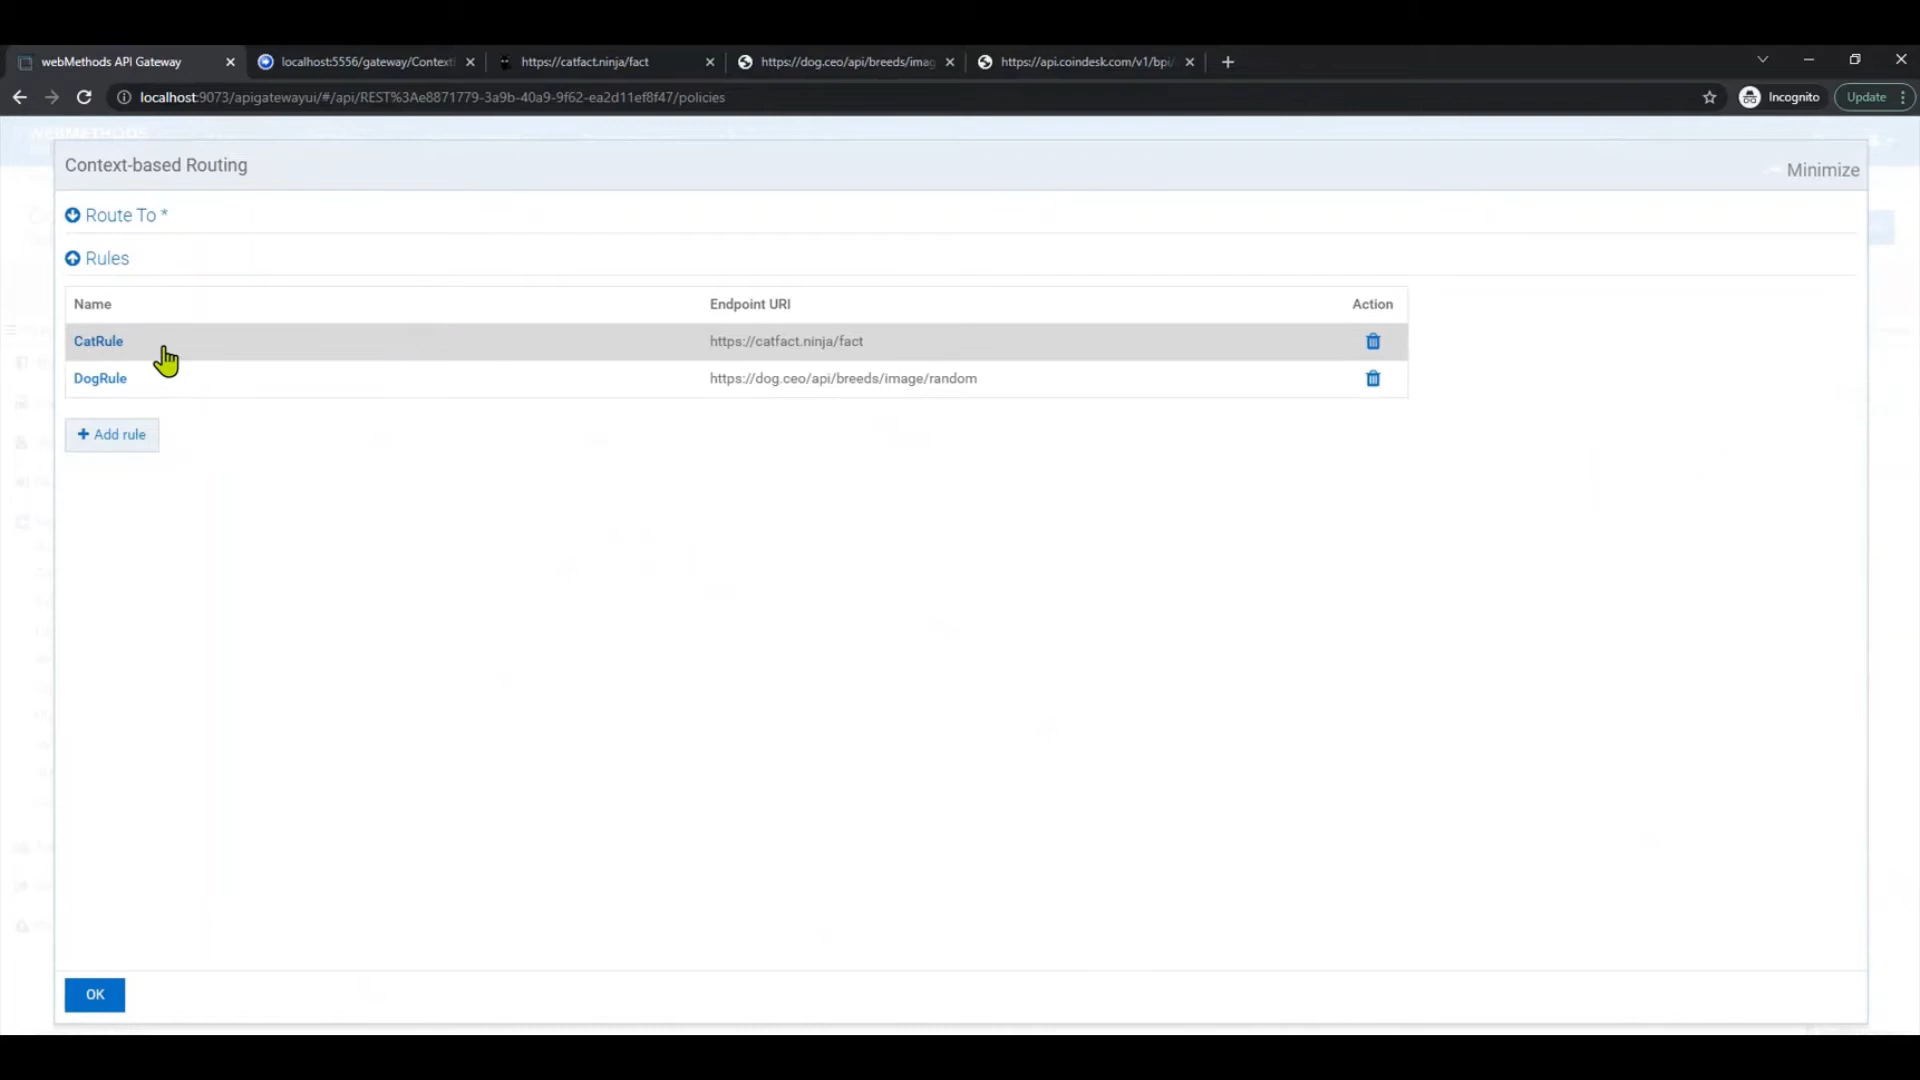 webMethods API Gateway
localhost:5556/gateway/Context
https://catfact.ninja/fact
https://dog.ceo/api/breeds/imag
https://api.coindesk.com/v1/bpi/
localhost:9073/apigatewayui/#/api/REST%3Ae8871779-3a9b-40a9-9f62-ea2d11ef8f47/policies
Incognito
Update
webMETHODS
Context-based Routing
Minimize
Route To *
Rules
Name Endpoint URI Action
CatRule https://catfact.ninja/fact
DogRule https://dog.ceo/api/breeds/image/random
+ Add rule
OK